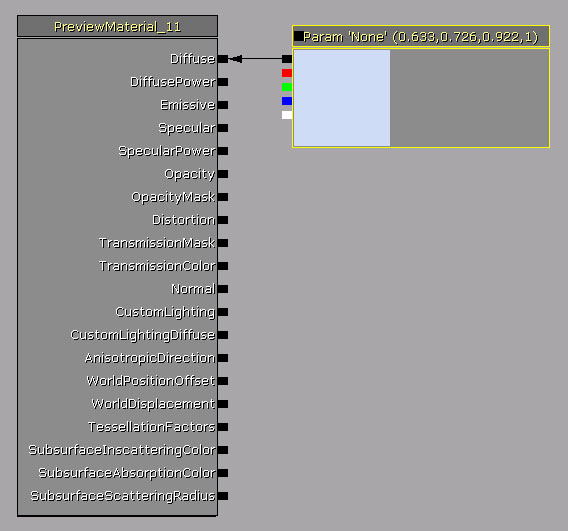 PreviewMaterial_11
Param 'None' (0.633,0.726,0.922,1)
Diffuse
DiffusePower
Emissive
Specular
SpecularPower
Opacity
OpacityMask
Distortion
TransmissionMask
TransmissionColor
Normal
CustomLighting
CustomLightingDiffuse
AnisotropicDirection
WorldPositionOffset
WorldDisplacement
TessellationFactors
SubsurfaceInscatteringColor
SubsurfaceAbsorptionColor
SubsurfaceScatteringRadius